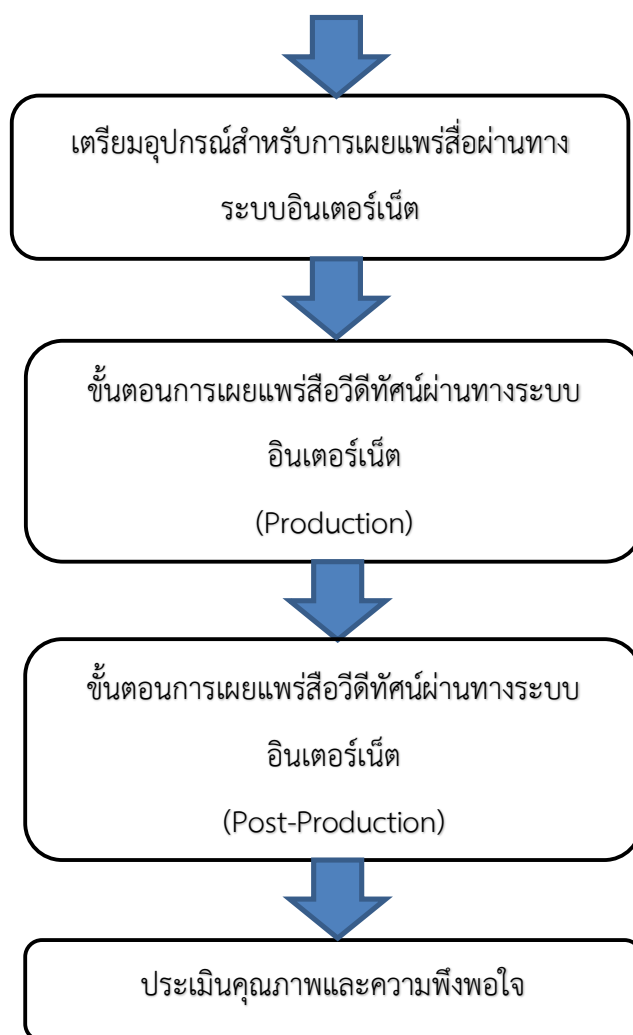 เตรียมอุปกรณ์สำหรับการเผยแพร่สื่อผ่านทาง
ระบบอินเตอร์เน็ต
ขั้นตอนการเผยแพร่สือวีดีทัศน์ผ่านทางระบบ
อินเตอร์เน็ต
(Production)
ขั้นตอนการเผยแพร่สือวีดีทัศน์ผ่านทางระบบ
อินเตอร์เน็ต
(Post-Production)
ประเมินคุณภาพและความพึงพอใจ